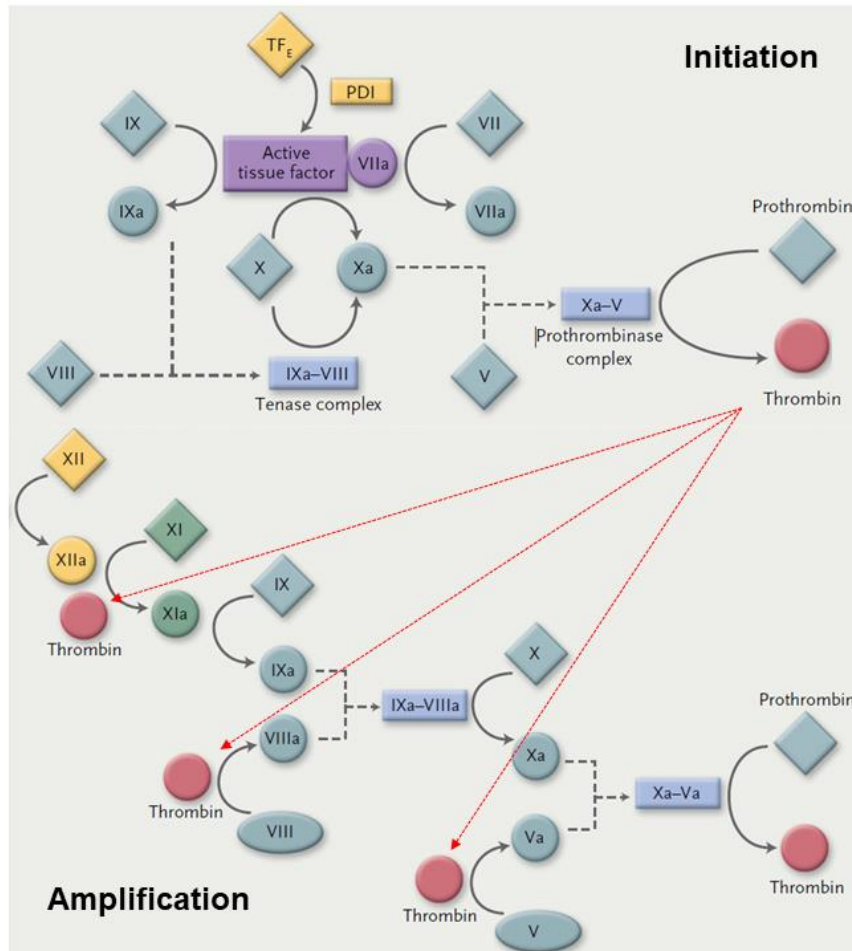 Initiation
TFE
PDI
IX
VII
Active
tissue factor
VIIa
IXa
VIIa
Prothrombin
X
Xa
Xa–V
Prothrombinase
complex
VIII
IXa–VIII
Tenase complex
V
Thrombin
XII
XI
XIIa
IX
XIa
Thrombin
IXa
X
IXa–VIIIa
Prothrombin
VIIIa
Xa
Thrombin
Xa–Va
VIII
Va
Thrombin
Thrombin
V
Amplification